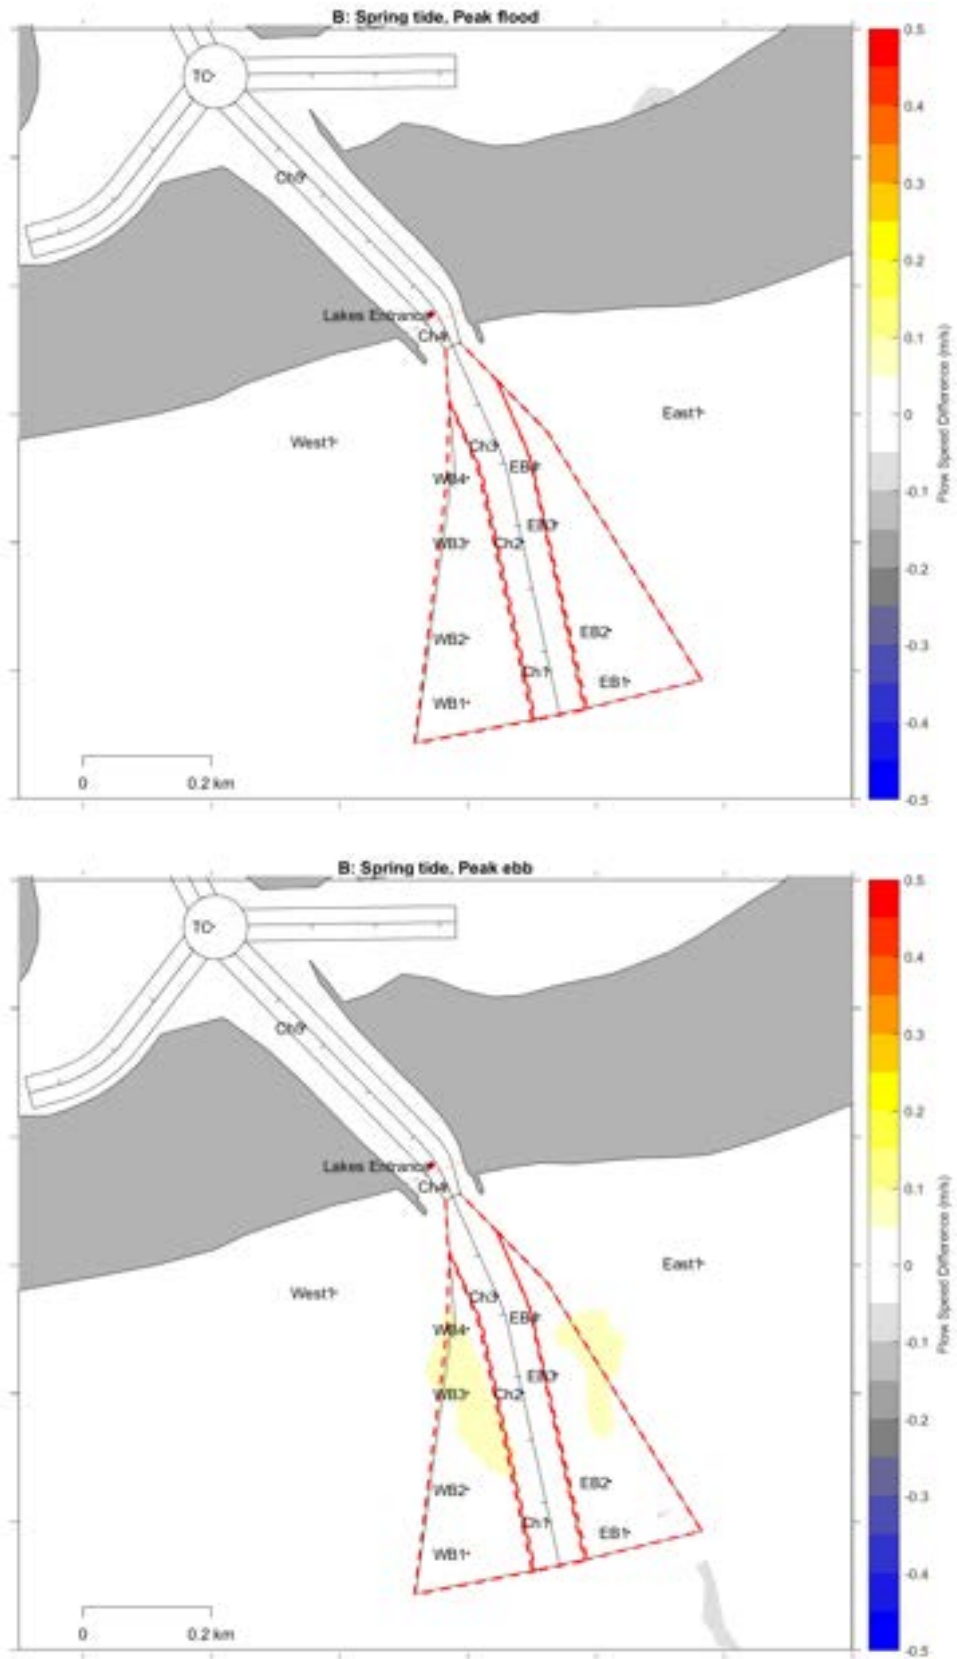 B: Spring tide, Peak flood
TC
Ch5
Lakes Entrance
Ch4
West1
East1
Ch3
EB4
WB4
EB3
WB3
Ch2
WB2
EB2
Ch1
EB1
WB1
0
0.2 km
0.5
0.4
0.3
0.2
0.1
0
-0.1
-0.2
-0.3
-0.4
-0.5
Flow Speed Difference (m/s)
B: Spring tide, Peak ebb
TC
Ch5
Lakes Entrance
Ch4
East1
West1
Ch3
EB4
WB4
EB3
WB3
Ch2
WB2
EB2
Ch1
EB1
WB1
0
0.2 km
0.5
0.4
0.3
0.2
0.1
0
-0.1
-0.2
-0.3
-0.4
-0.5
Flow Speed Difference (m/s)